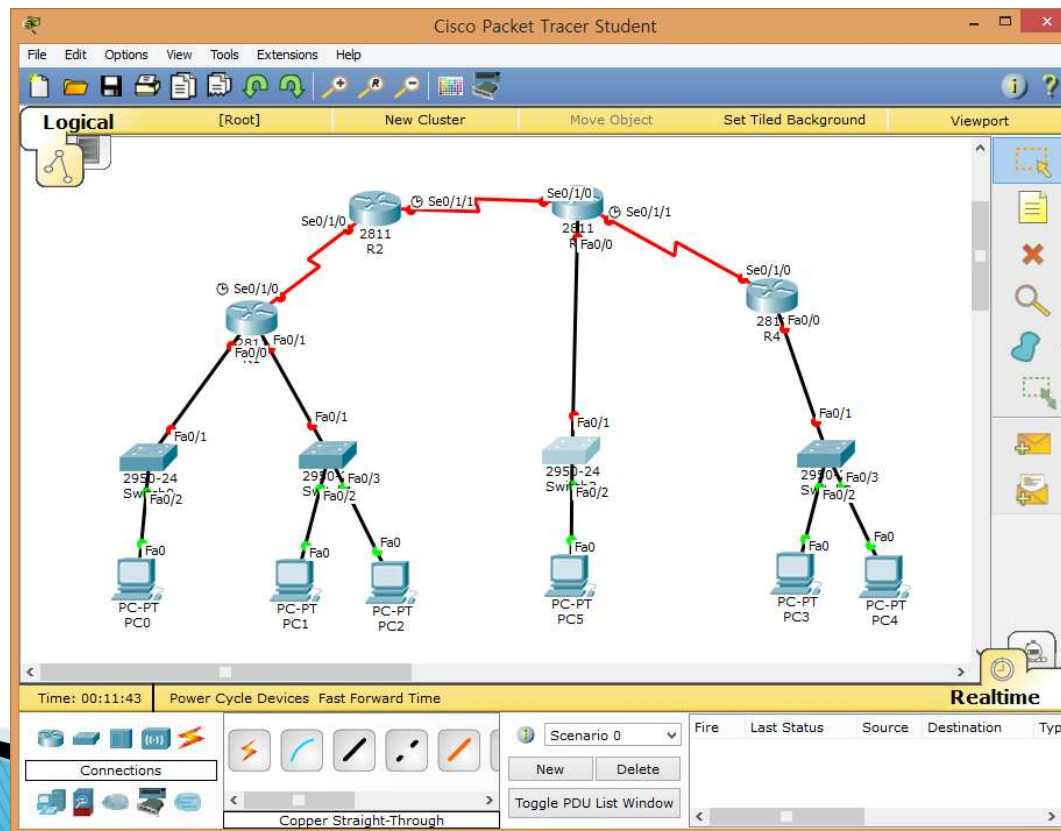 Cisco Packet Tracer Student
File Edit Options View Tools Extensions Help
Logical [Root] New Cluster Move Object Set Tiled Background Viewport
Se0/1/1
Se0/1/0
Se0/1/0
2811
R2
Se0/1/1
2811
Fa0/0
Se0/1/0
Se0/1/0
Fa0/1
Fa0/0
Fa0/0
R4
Fa0/1
Fa0/1
Fa0/1
Fa0/1
2950-24
Fa0/2
Fa0/3
Fa0/2
2950-24
Fa0/2
Fa0/3
Fa0/2
Fa0
Fa0
Fa0
Fa0
Fa0
Fa0
PC-PT
PC0
PC-PT
PC1
PC-PT
PC2
PC-PT
PC5
PC-PT
PC3
PC-PT
PC4
Time: 00:11:43 Power Cycle Devices Fast Forward Time Realtime
Connections
Copper Straight-Through
Scenario 0
New Delete
Toggle PDU List Window
Fire Last Status Source Destination